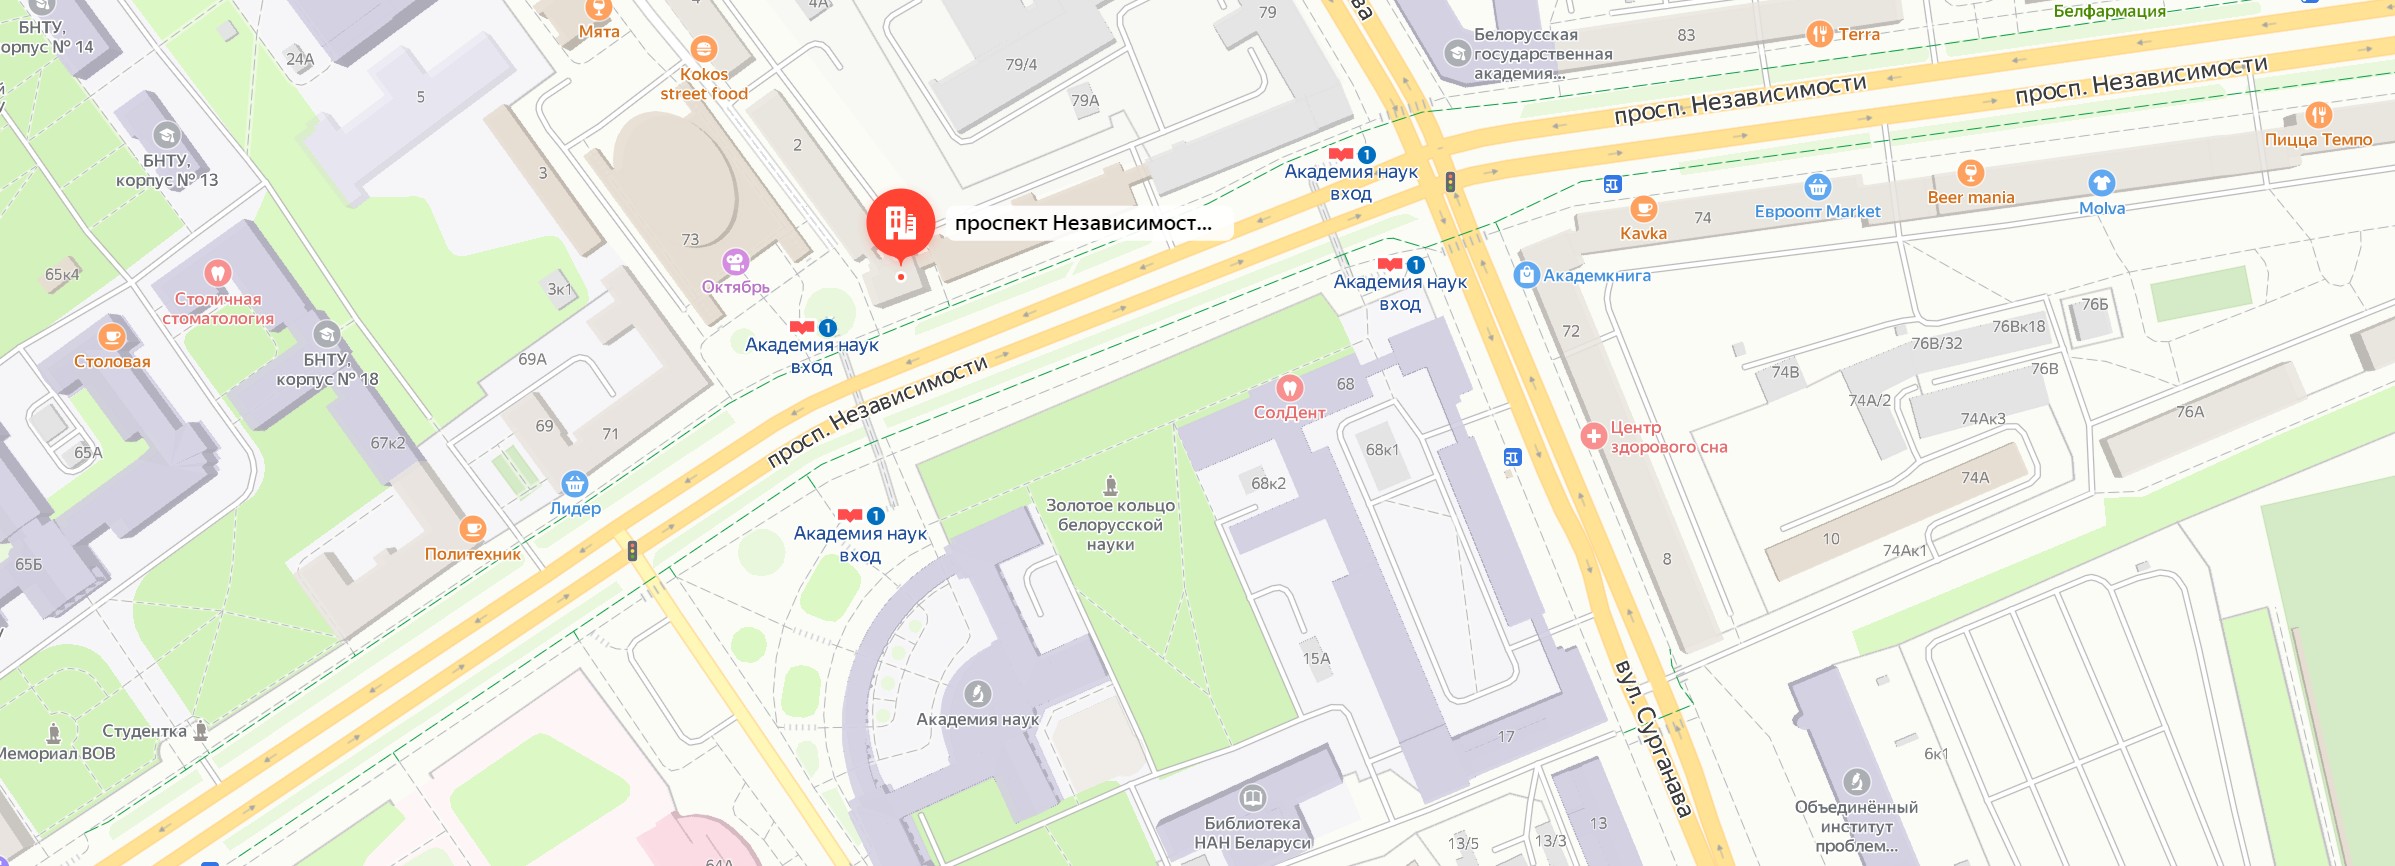 БНТУ,
орпус № 14
24А
5
БНТУ,
корпус № 13
3
65к4
Столичная
стоматология
Столовая
БНТУ,
корпус № 18
3к1
69А
69
71
67к2
65А
65Б
Лидер
Политехник
Студентка
Мемориал ВОВ
Мята
4А
Kokos
street food
2
73
Октябрь
79
79/4
79А
проспект Независимост...
Академия наук
вход
Академия наук
вход
Академия наук
вход
Академия наук
вход
просп. Независимости
просп. Независимости
просп. Независимости
Белорусская
государственная
академия...
83
Terra
Белфармация
Пицца Темпо
Beer mania
Molva
Евроопт Market
74
Kavka
Академкнига
72
76Б
76Вк18
76В/32
76В
74В
74А/2
74Ак3
76А
74А
10
74Ак1
8
Центр
здорового сна
68
СолДент
68к1
68к2
Золотое кольцо
белорусской
науки
15А
Академия наук
17
вул. Сурганава
Библиотека
НАН Беларуси
13/5
13/3
13
6к1
Объединённый
институт
проблем...
64А